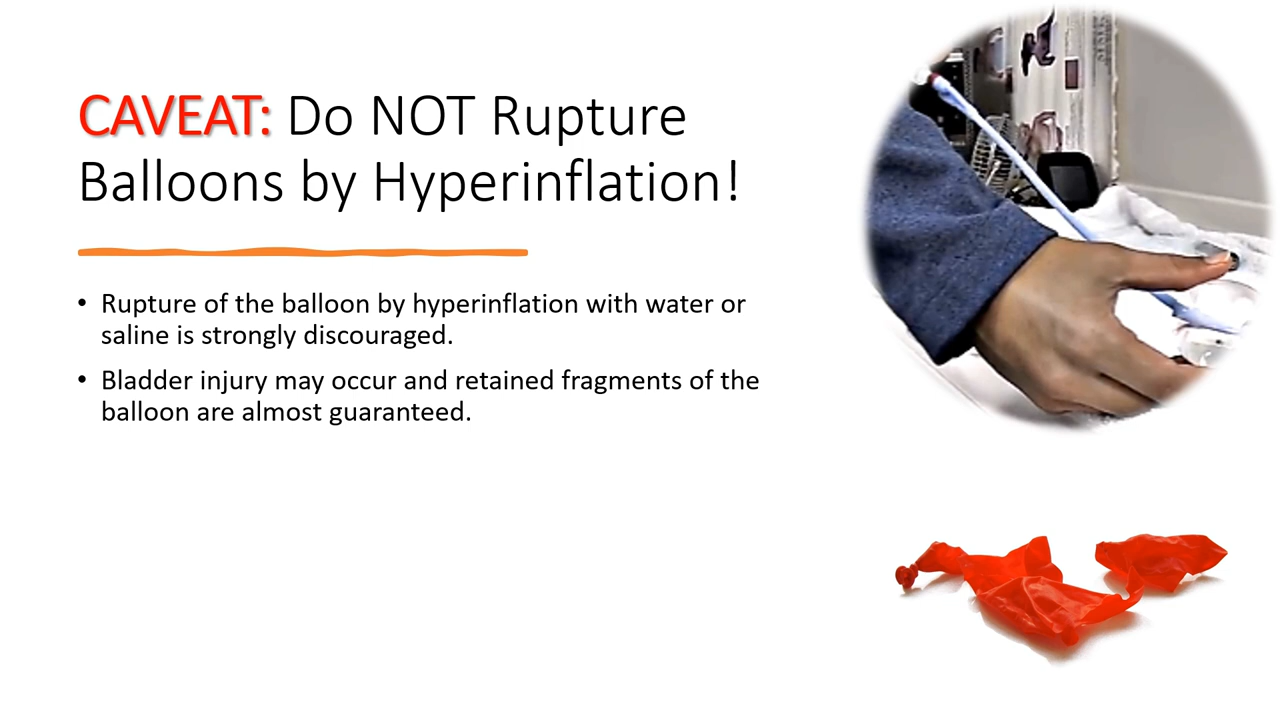 CAVEAT: Do NOT Rupture
Balloons by Hyperinflation!
• Rupture of the balloon by hyperinflation with water or
saline is strongly discouraged.
• Bladder injury may occur and retained fragments of the
balloon are almost guaranteed.